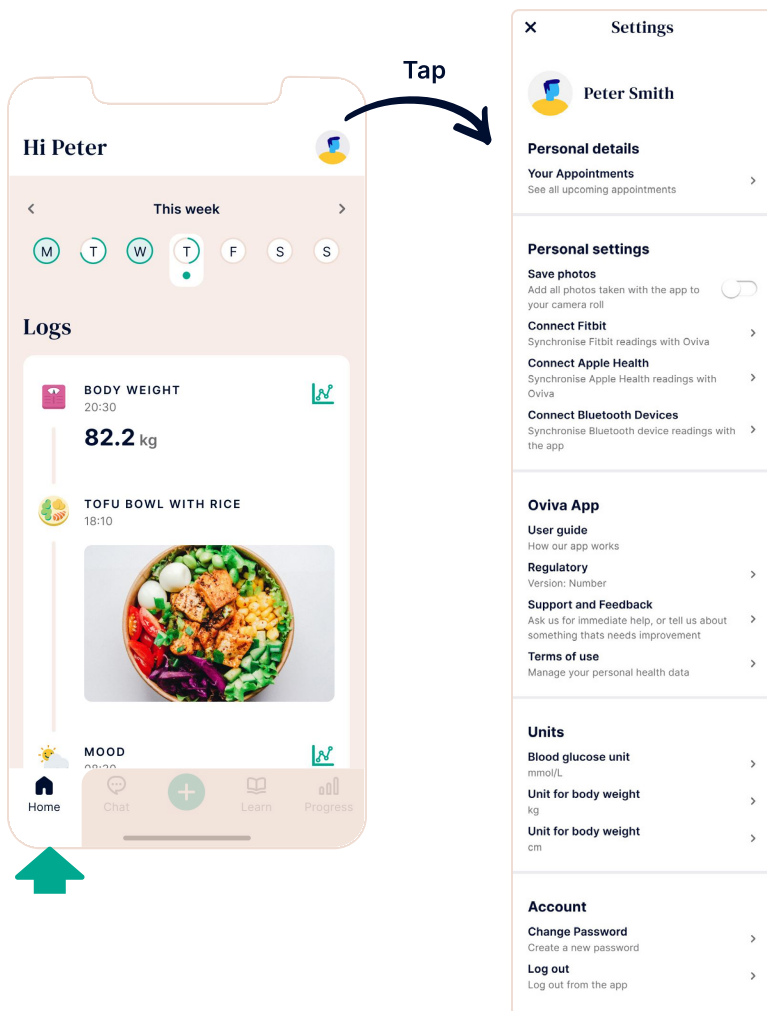 Tap
Hi Peter
This week
M T W T F S S
Logs
BODY WEIGHT
20:30
82.2 kg
TOFU BOWL WITH RICE
18:10
MOOD
08:30
Home
Chat
Learn
Progress
Settings
Peter Smith
Personal details
Your Appointments
See all upcoming appointments
Personal settings
Save photos
Add all photos taken with the app to
your camera roll
Connect Fitbit
Synchronise Fitbit readings with Oviva
Connect Apple Health
Synchronise Apple Health readings with
Oviva
Connect Bluetooth Devices
Synchronise Bluetooth device readings with
the app
Oviva App
User guide
How our app works
Regulatory
Version: Number
Support and Feedback
Ask us for immediate help, or tell us about
something thats needs improvement
Terms of use
Manage your personal health data
Units
Blood glucose unit
mmol/L
Unit for body weight
kg
Unit for body weight
cm
Account
Change Password
Create a new password
Log out
Log out from the app